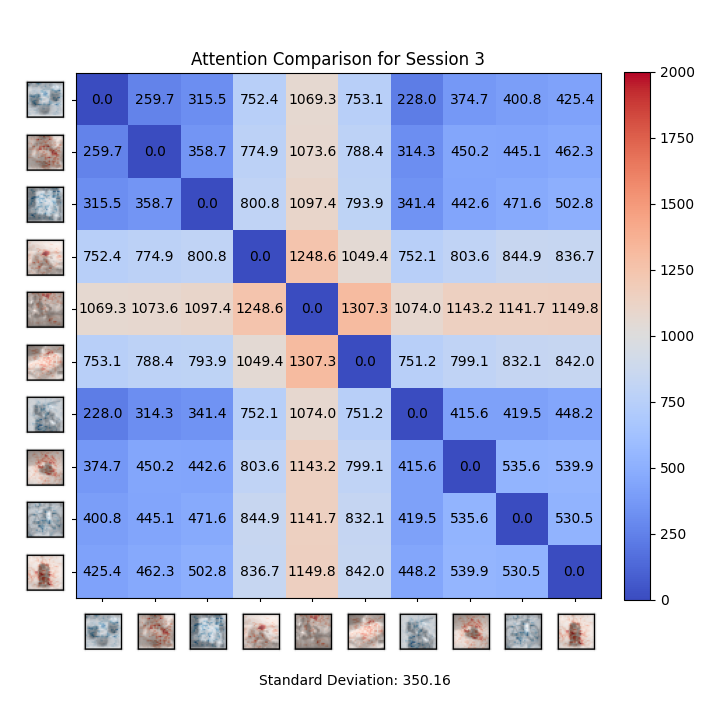 Attention Comparison for Session 3
0.0 259.7 315.5 752.4 1069.3 753.1 228.0 374.7 400.8 425.4
259.7 0.0 358.7 774.9 1073.6 788.4 314.3 450.2 445.1 462.3
315.5 358.7 0.0 800.8 1097.4 793.9 341.4 442.6 471.6 502.8
752.4 774.9 800.8 0.0 1248.6 1049.4 752.1 803.6 844.9 836.7
1069.3 1073.6 1097.4 1248.6 0.0 1307.3 1074.0 1143.2 1141.7 1149.8
753.1 788.4 793.9 1049.4 1307.3 0.0 751.2 799.1 832.1 842.0
228.0 314.3 341.4 752.1 1074.0 751.2 0.0 415.6 419.5 448.2
374.7 450.2 442.6 803.6 1143.2 799.1 415.6 0.0 535.6 539.9
400.8 445.1 471.6 844.9 1141.7 832.1 419.5 535.6 0.0 530.5
425.4 462.3 502.8 836.7 1149.8 842.0 448.2 539.9 530.5 0.0
2000
1750
1500
1250
1000
750
500
250
0
Standard Deviation: 350.16